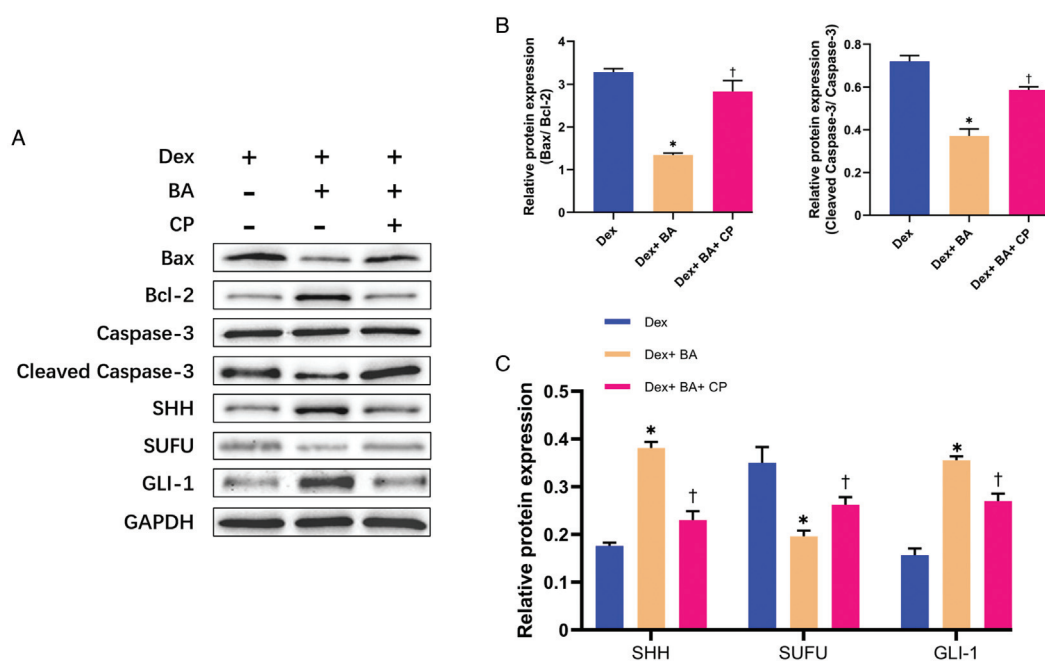 A
Dex + + +
BA - + +
CP - - +
Bax
Bcl-2
Caspase-3
Cleaved Caspase-3
SHH
SUFU
GLI-1
GAPDH
B
Relative protein expression
(Bax/ Bcl-2)
4
3
2
1
0
*
†
Dex
Dex+ BA
Dex+ BA+ CP
Relative protein expression
(Cleaved Caspase-3/ Caspase-3)
0.8
0.6
0.4
0.2
0.0
*
†
Dex
Dex+ BA
Dex+ BA+ CP
Dex
Dex+ BA
Dex+ BA+ CP
C
Relative protein expression
0.5
0.4
0.3
0.2
0.1
0
*
†
*
†
*
†
SHH
SUFU
GLI-1